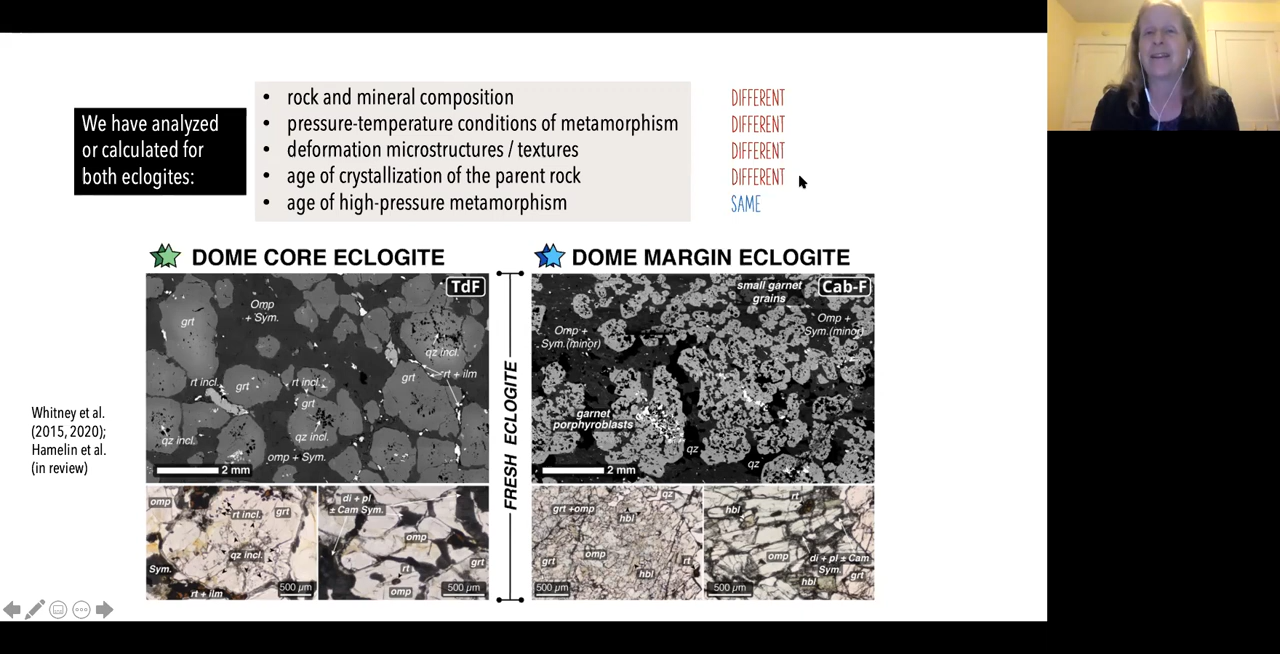 We have analyzed
or calculated for
both eclogites:
• rock and mineral composition
• pressure-temperature conditions of metamorphism
• deformation microstructures / textures
• age of crystallization of the parent rock
• age of high-pressure metamorphism
DIFFERENT
DIFFERENT
DIFFERENT
DIFFERENT
SAME
DOME CORE ECLOGITE
TdF
Omp
+ Sym.
grt
qz incl.
rt + ilm
rt incl.
grt
rt incl.
grt
grt
qz incl.
qz incl.
omp + Sym.
2 mm
omp
rt incl.
grt
qz incl.
Sym.
rt + ilm
500 µm
di + pl
± Cam Sym.
omp
rt
grt
omp
500 µm
FRESH ECLOGITE
DOME MARGIN ECLOGITE
small garnet
grains
Cab-F
Omp +
Sym.(minor)
Omp +
Sym.(minor)
garnet
porphyroblasts
qz
qz
2 mm
qz
grt +omp
hbl
grt
omp
rt
hbl
500 µm
rt
hbl
omp
di + pl ± Cam
Sym.
hbl
grt
500 µm
Whitney et al.
(2015, 2020);
Hamelin et al.
(in review)